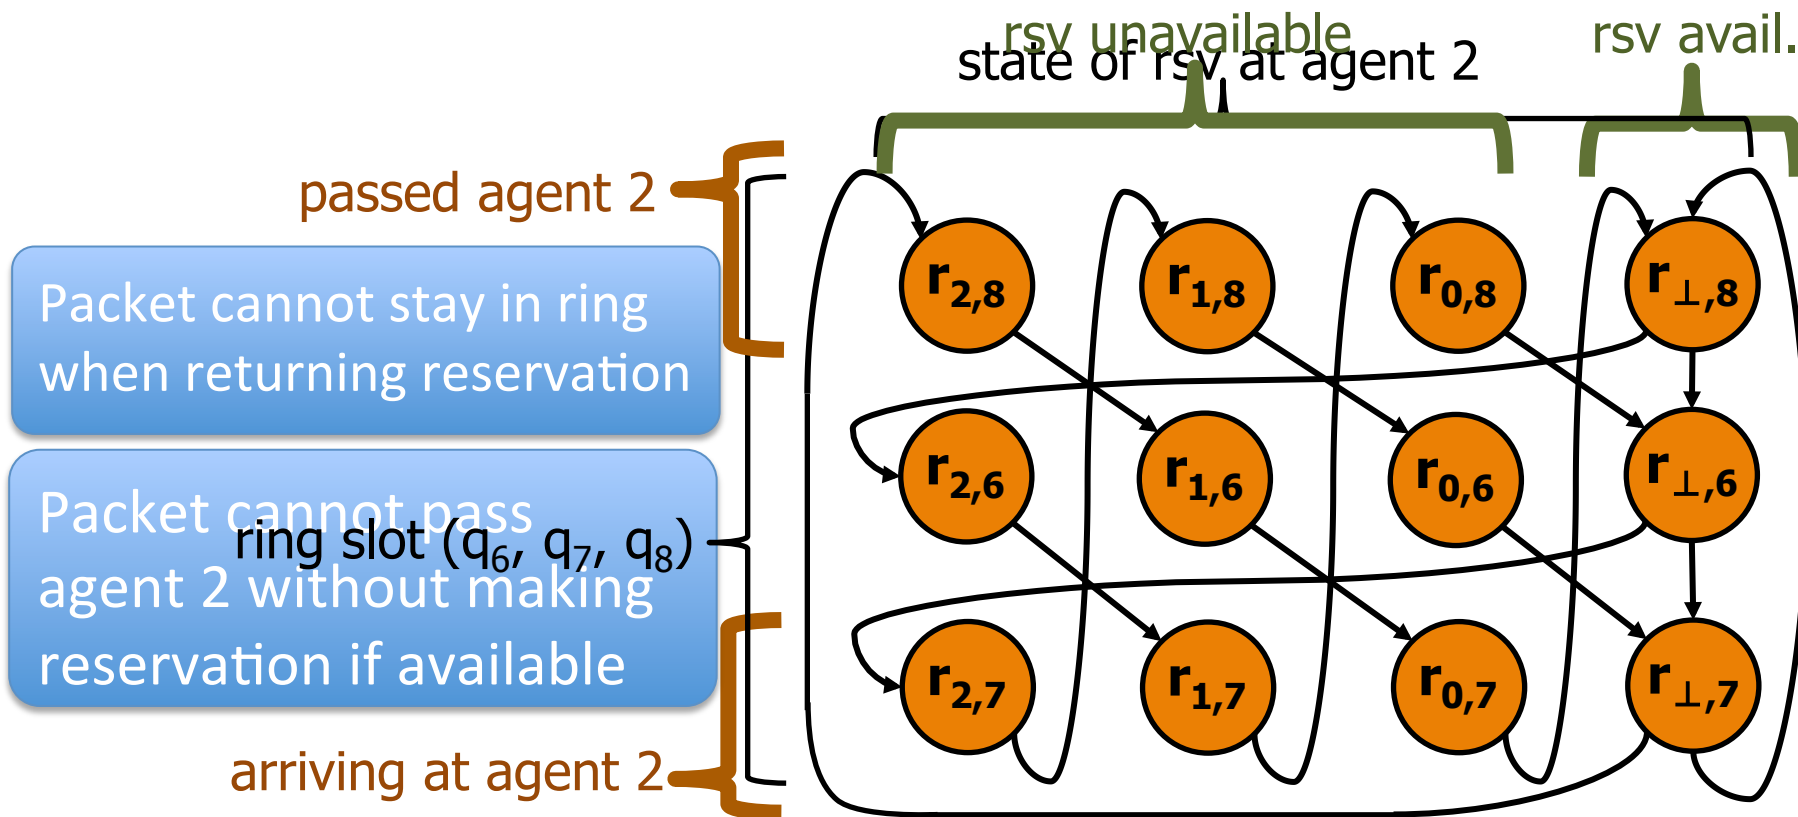 rsv unavailable
rsv avail.
state of rsv at agent 2
passed agent 2
Packet cannot stay in ring
when returning reservation
Packet cannot pass
agent 2 without making
reservation if available
ring slot (q6, q7, q8)
arriving at agent 2
r2,8 r1,8 r0,8 r⊥,8
r2,6 r1,6 r0,6 r⊥,6
r2,7 r1,7 r0,7 r⊥,7